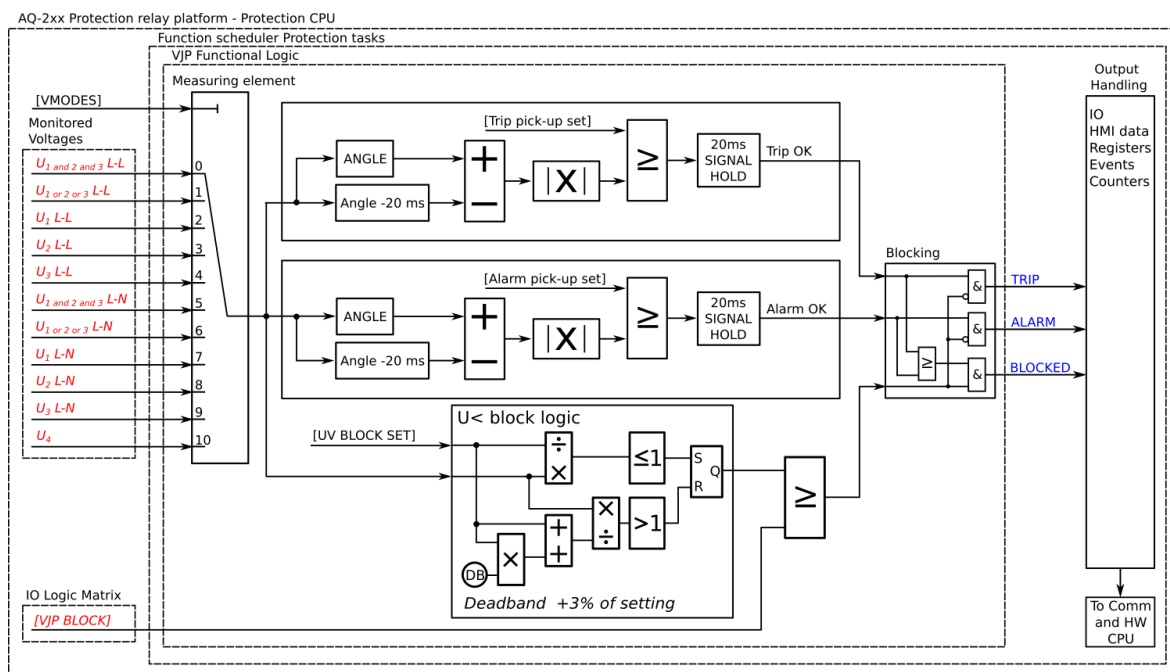 AQ-2xx Protection relay platform - Protection CPU
Function scheduler Protection tasks
VJP Functional Logic
Measuring element
[VMODES]
Monitored
Voltages
U1 and 2 and 3 L-L
U1 or 2 or 3 L-L
U1 L-L
U2 L-L
U3 L-L
U1 and 2 and 3 L-N
U1 or 2 or 3 L-N
U1 L-N
U2 L-N
U3 L-N
U4
0
1
2
3
4
5
6
7
8
9
10
[Trip pick-up set]
ANGLE
Angle -20 ms
+
−
|X|
≥
20ms
SIGNAL
HOLD
Trip OK
[Alarm pick-up set]
ANGLE
Angle -20 ms
+
−
|X|
≥
20ms
SIGNAL
HOLD
Alarm OK
U< block logic
[UV BLOCK SET]
÷
×
≤1
S
R
Q
×
÷
>1
+
+
×
DB
Deadband +3% of setting
≥
Blocking
&
&
≥
&
TRIP
ALARM
BLOCKED
Output
Handling
IO
HMI data
Registers
Events
Counters
To Comm
and HW
CPU
IO Logic Matrix
[VJP BLOCK]